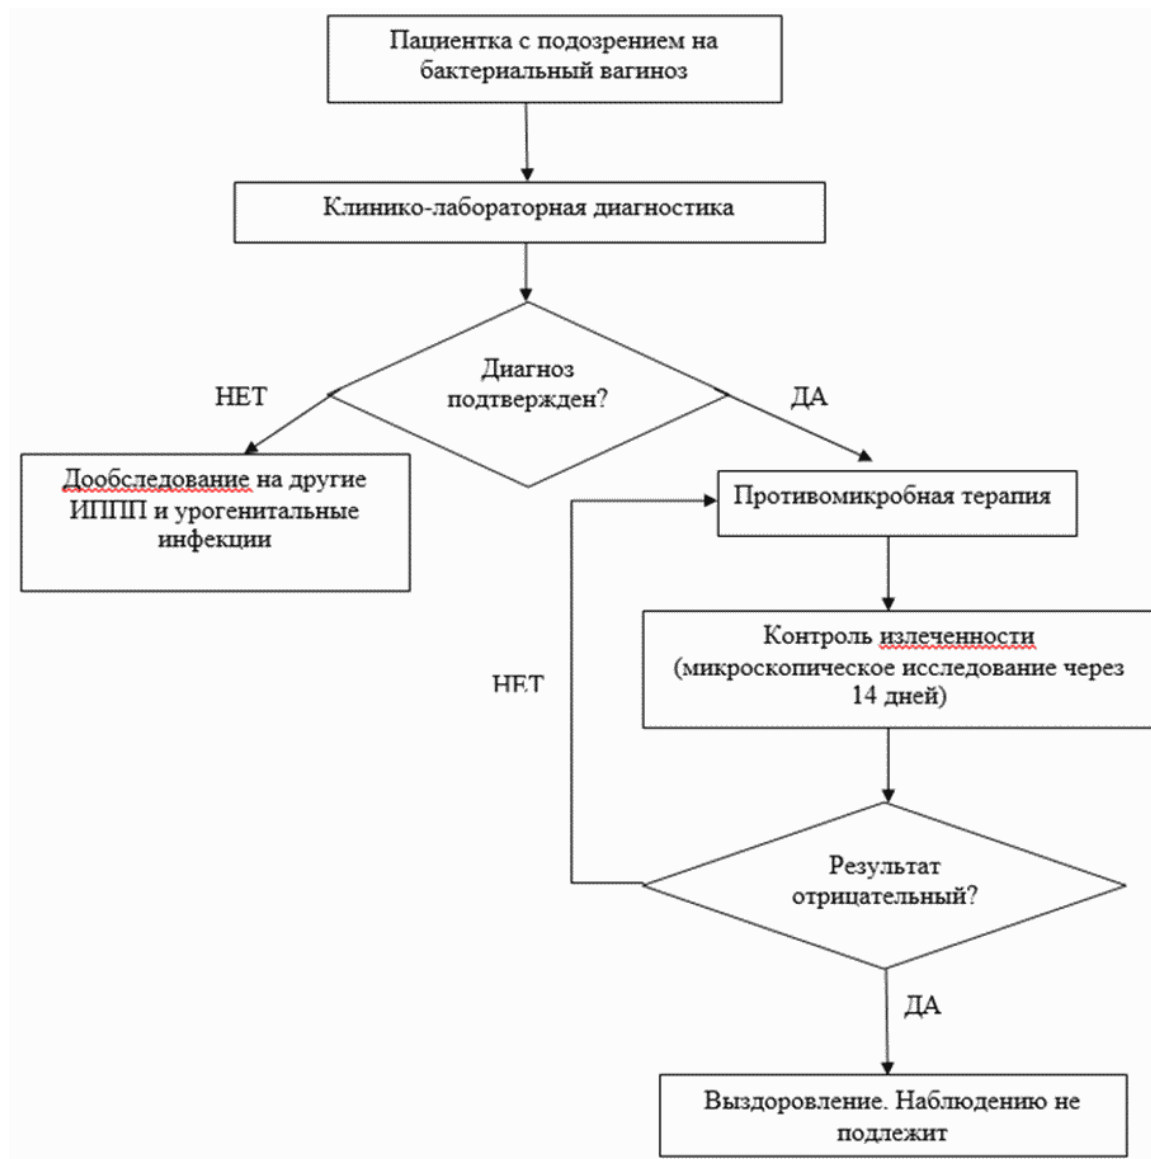 Пациентка с подозрением на
бактериальный вагиноз
Клинико-лабораторная диагностика
Диагноз
подтвержден?
НЕТ
ДА
Дообследование на другие
ИППП и урогенитальные
инфекции
Противомикробная терапия
Контроль излеченности
(микроскопическое исследование через
14 дней)
НЕТ
Результат
отрицательный?
ДА
Выздоровление. Наблюдению не
подлежит